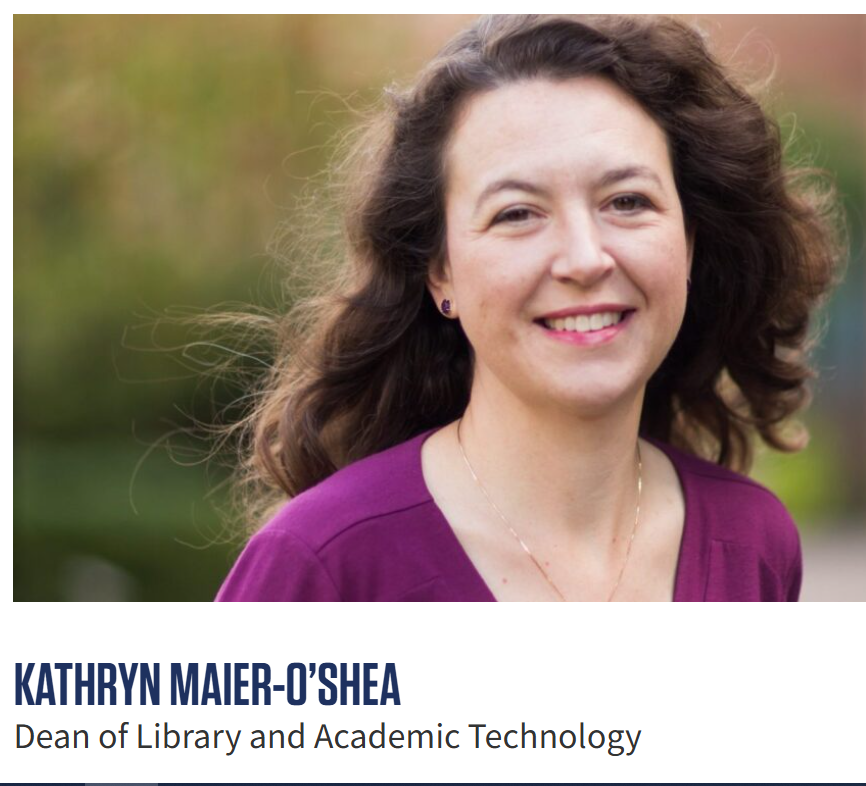 KATHRYN MAIER-O’SHEA
Dean of Library and Academic Technology